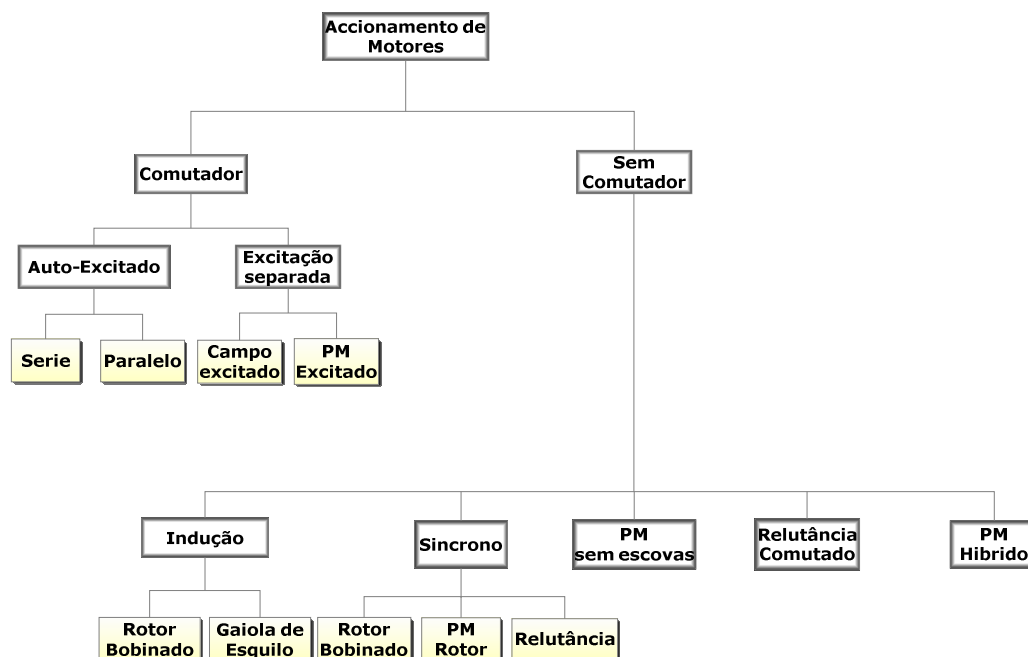 Accionamento de
Motores
Comutador
Sem
Comutador
Auto-Excitado
Excitação
separada
Serie
Paralelo
Campo
excitado
PM
Excitado
Indução
Sincrono
PM
sem escovas
Relutância
Comutado
PM
Hibrido
Rotor
Bobinado
Gaiola de
Esquilo
Rotor
Bobinado
PM
Rotor
Relutância